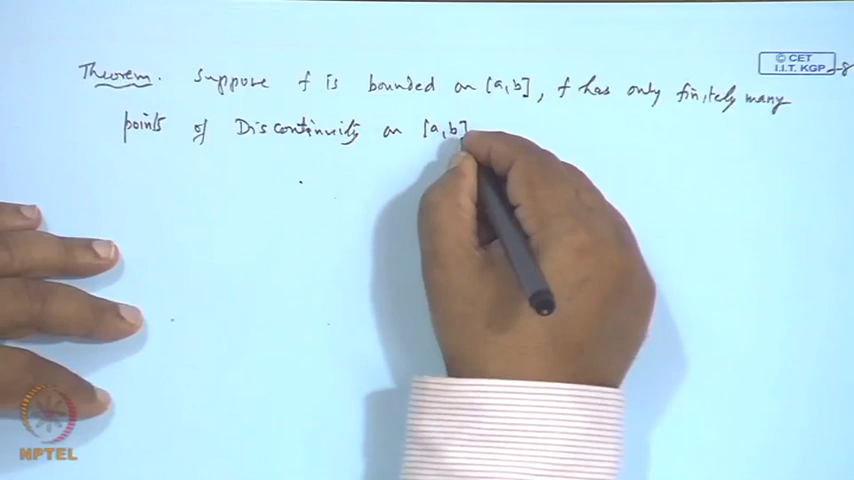 Theorem. Suppose f is bounded on [a,b], f has only finitely many
points of Discontinuity on [a,b]
© CET
I.I.T. KGP
NPTEL